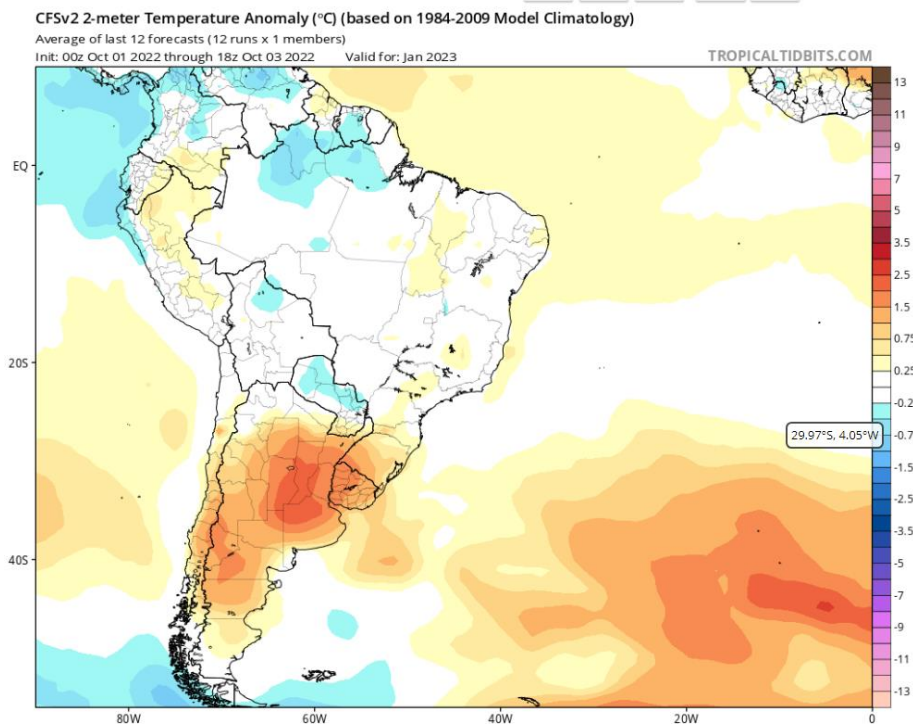 CFSv2 2-meter Temperature Anomaly (°C) (based on 1984-2009 Model Climatology)
Average of last 12 forecasts (12 runs x 1 members)
Init: 00z Oct 01 2022 through 18z Oct 03 2022 Valid for: Jan 2023 TROPICALTIDBITS.COM
13
11
9
EQ
7
5
3.5
2.5
1.5
20S
0.75
0.25
-0.2
29.97°S, 4.05°W
-0.7
-1.5
-2.5
-3.5
40S
-5
-7
-9
-11
-13
80W 60W 40W 20W 0